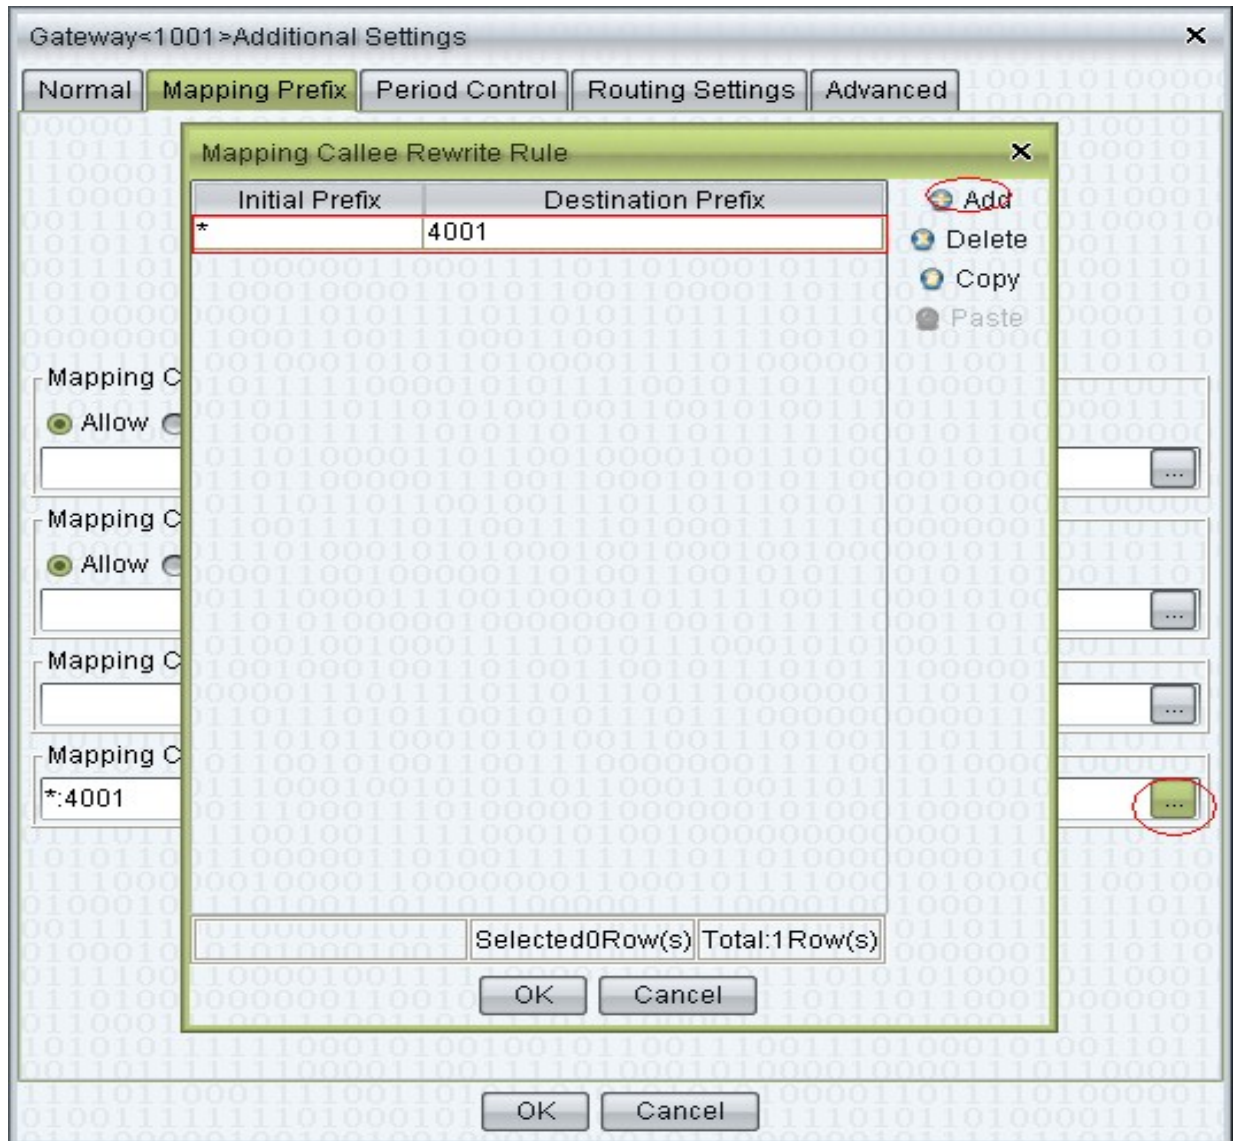 Gateway<1001>Additional Settings
Normal Mapping Prefix Period Control Routing Settings Advanced
Mapping Callee Rewrite Rule
Initial Prefix Destination Prefix Add
* 4001 Delete
Copy
Paste
Mapping C
Allow
...
Mapping C
Allow
...
Mapping C
...
Mapping C
*:4001 ...
Selected0Row(s) Total:1Row(s)
OK Cancel
OK Cancel